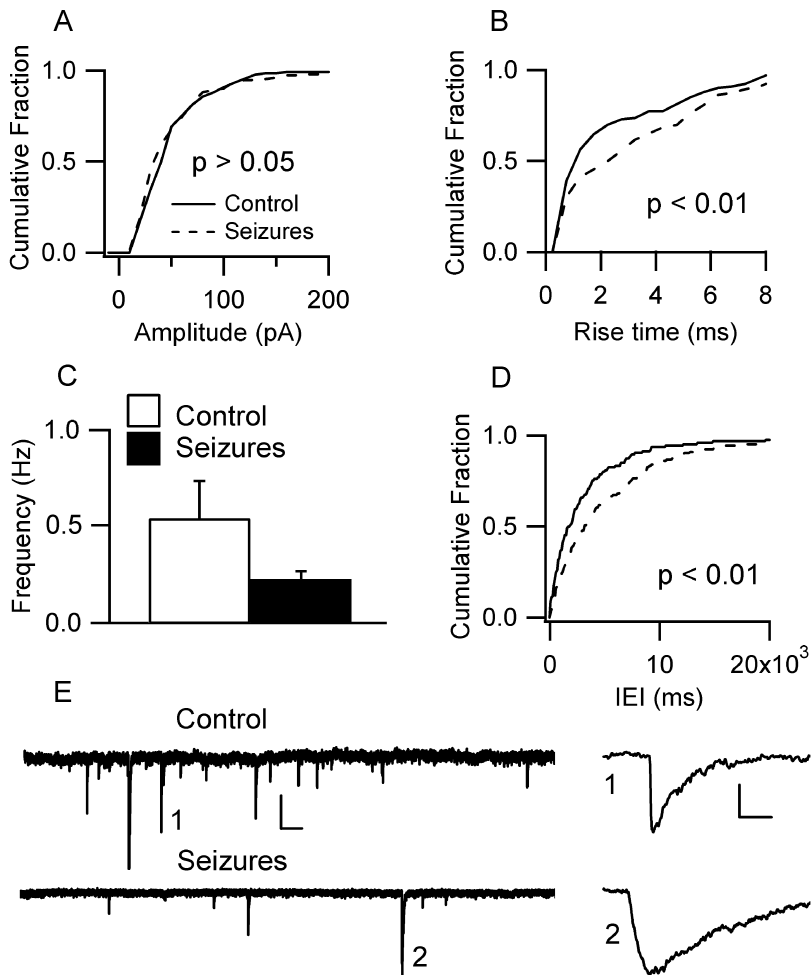 A
Cumulative Fraction
1.0
0.5
0.0
p > 0.05
Control
Seizures
0
100
200
Amplitude (pA)
B
Cumulative Fraction
1.0
0.5
0.0
p < 0.01
0
2
4
6
8
Rise time (ms)
C
Control
Seizures
Frequency (Hz)
1.0
0.5
0.0
D
Cumulative Fraction
1.0
0.5
0.0
p < 0.01
0
10
20x10³
IEI (ms)
E
Control
1
Seizures
2
1
2